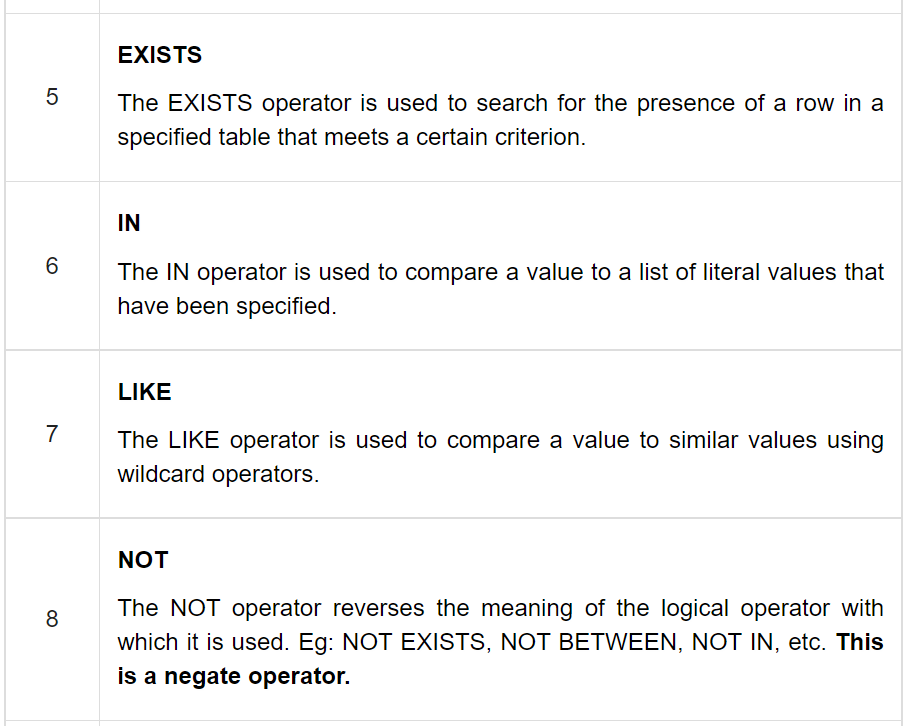 EXISTS
5
The EXISTS operator is used to search for the presence of a row in a
specified table that meets a certain criterion.
IN
6
The IN operator is used to compare a value to a list of literal values that
have been specified.
LIKE
7
The LIKE operator is used to compare a value to similar values using
wildcard operators.
NOT
8
The NOT operator reverses the meaning of the logical operator with
which it is used. Eg: NOT EXISTS, NOT BETWEEN, NOT IN, etc. This
is a negate operator.